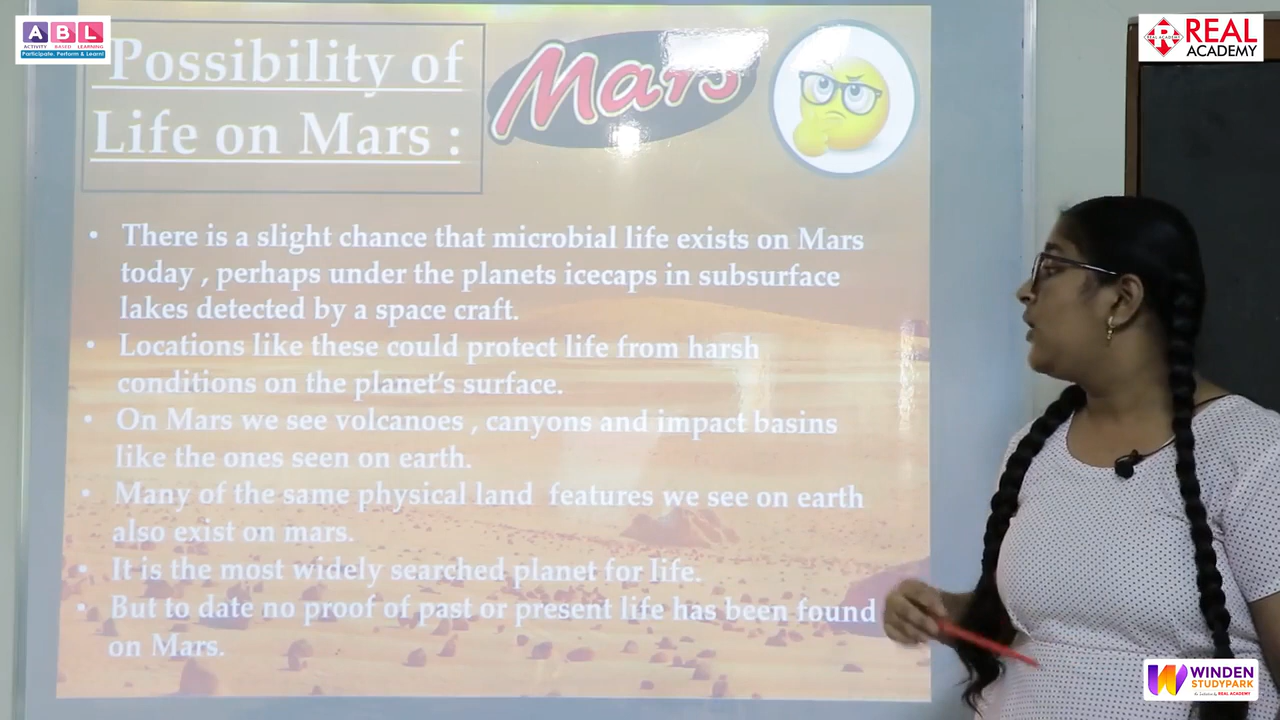 ABL
ACTIVITY BASED LEARNING
Participate, Perform & Learn!
REAL ACADEMY
REAL
ACADEMY
Possibility of
Life on Mars :
Mars
• There is a slight chance that microbial life exists on Mars
today , perhaps under the planets icecaps in subsurface
lakes detected by a space craft.
• Locations like these could protect life from harsh
conditions on the planet's surface.
• On Mars we see volcanoes , canyons and impact basins
like the ones seen on earth.
• Many of the same physical land features we see on earth
also exist on mars.
• It is the most widely searched planet for life.
• But to date no proof of past or present life has been found
on Mars.
WINDEN
STUDYPARK
REAL ACADEMY